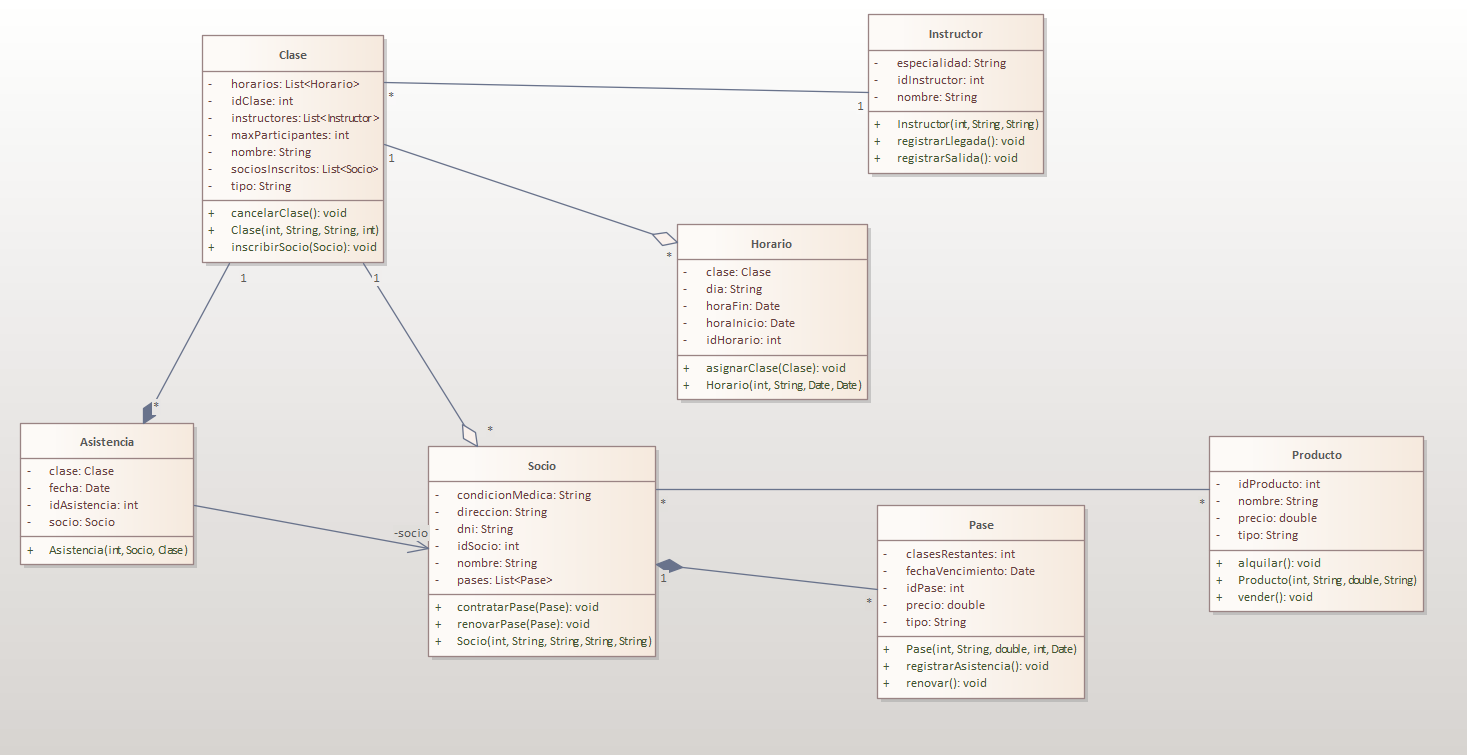 Clase
- horarios: List<Horario>
- idClase: int
- instructores: List<Instructor>
- maxParticipantes: int
- nombre: String
- sociosInscritos: List<Socio>
- tipo: String
+ cancelarClase(): void
+ Clase(int, String, String, int)
+ inscribirSocio(Socio): void
*
1
1
1
Instructor
- especialidad: String
- idInstructor: int
- nombre: String
+ Instructor(int, String, String)
+ registrarLlegada(): void
+ registrarSalida(): void
1
Horario
- clase: Clase
- dia: String
- horaFin: Date
- horaInicio: Date
- idHorario: int
+ asignarClase(Clase): void
+ Horario(int, String, Date, Date)
*
Asistencia
- clase: Clase
- fecha: Date
- idAsistencia: int
- socio: Socio
+ Asistencia(int, Socio, Clase)
*
-socio
Socio
- condicionMedica: String
- direccion: String
- dni: String
- idSocio: int
- nombre: String
- pases: List<Pase>
+ contratarPase(Pase): void
+ renovarPase(Pase): void
+ Socio(int, String, String, String, String)
*
*
1
Pase
- clasesRestantes: int
- fechaVencimiento: Date
- idPase: int
- precio: double
- tipo: String
+ Pase(int, String, double, int, Date)
+ registrarAsistencia(): void
+ renovar(): void
*
Producto
- idProducto: int
- nombre: String
- precio: double
- tipo: String
+ alquilar(): void
+ Producto(int, String, double, String)
+ vender(): void
*